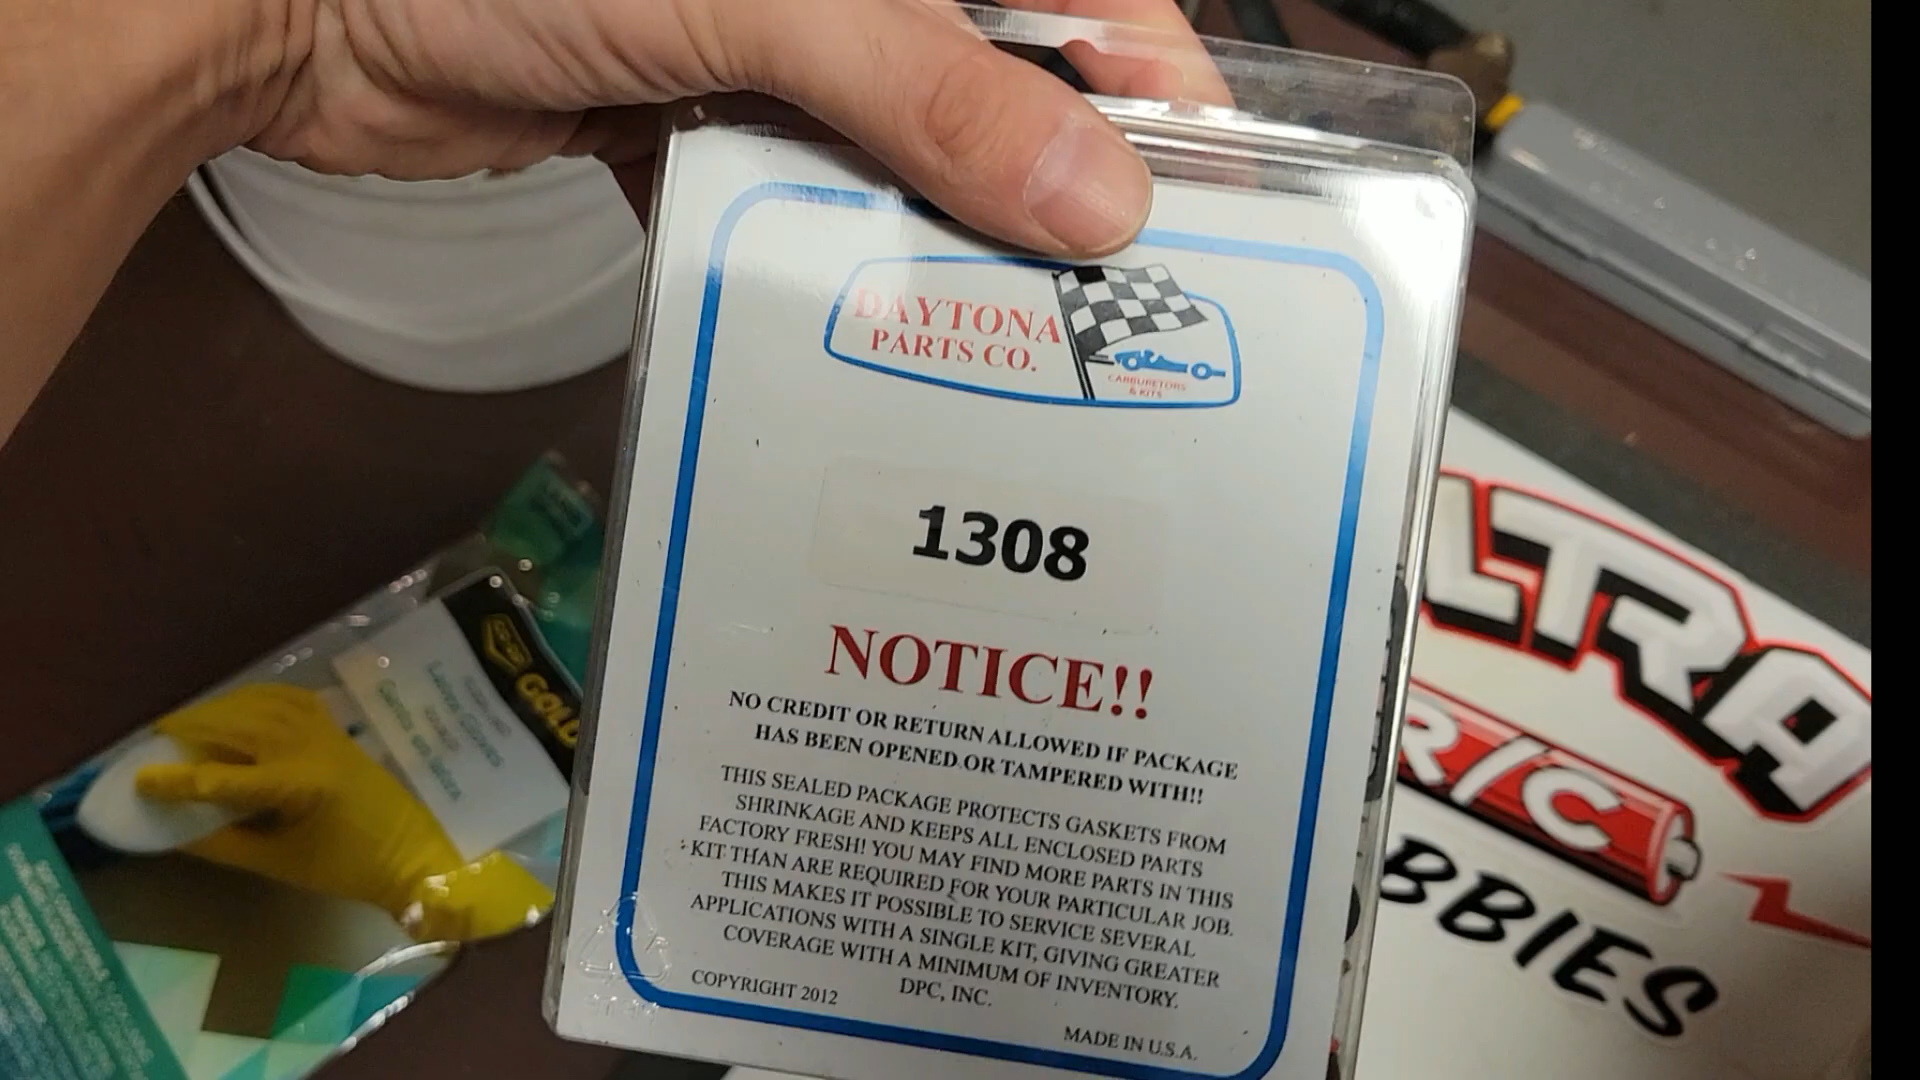 DAYTONA
PARTS CO.
CARBURETORS
& KITS
1308
NOTICE!!
NO CREDIT OR RETURN ALLOWED IF PACKAGE
HAS BEEN OPENED OR TAMPERED WITH!!
THIS SEALED PACKAGE PROTECTS GASKETS FROM
SHRINKAGE AND KEEPS ALL ENCLOSED PARTS
FACTORY FRESH! YOU MAY FIND MORE PARTS IN THIS
KIT THAN ARE REQUIRED FOR YOUR PARTICULAR JOB.
THIS MAKES IT POSSIBLE TO SERVICE SEVERAL
APPLICATIONS WITH A SINGLE KIT, GIVING GREATER
COVERAGE WITH A MINIMUM OF INVENTORY.
DPC, INC.
COPYRIGHT 2012
MADE IN U.S.A.
LTRA
R/C
BBIES
GOLD
Latex Gloves